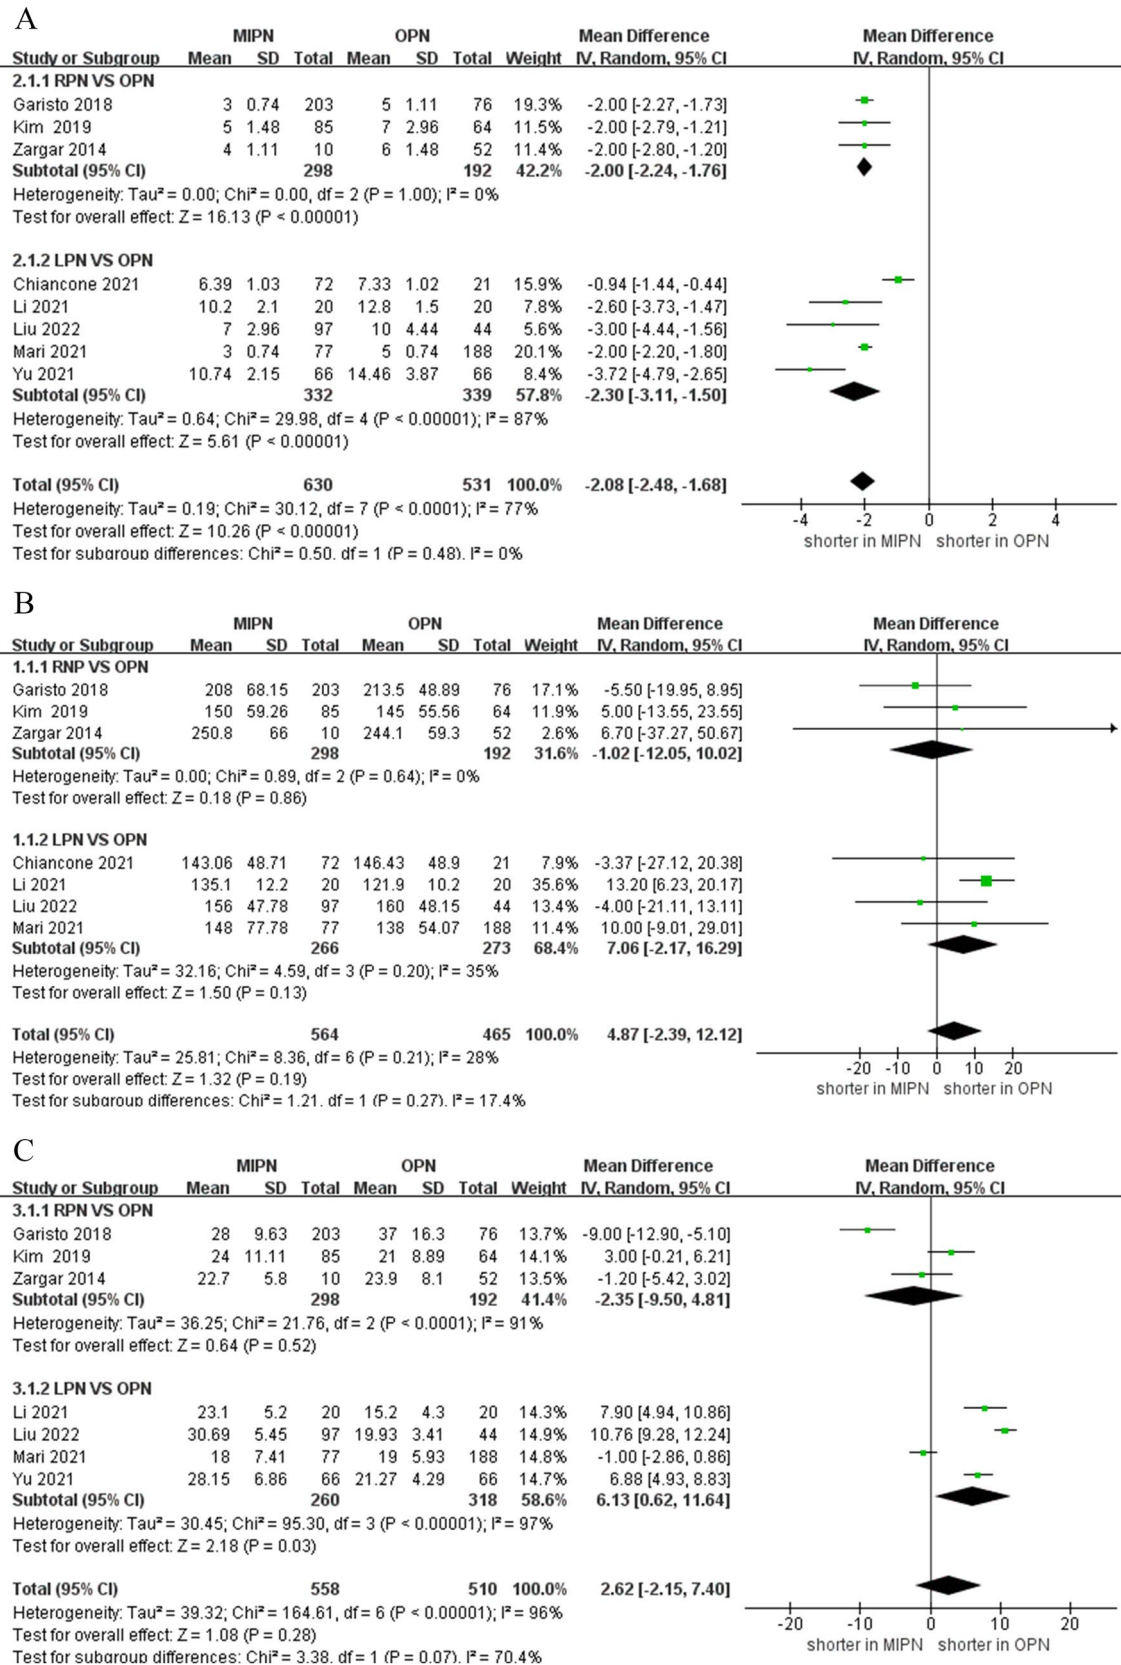 A
MIPN OPN Mean Difference Mean Difference
Study or Subgroup Mean SD Total Mean SD Total Weight IV, Random, 95% CI IV, Random, 95% CI
2.1.1 RPN VS OPN
Garisto 2018 3 0.74 203 5 1.11 76 19.3% -2.00 [-2.27, -1.73]
Kim 2019 5 1.48 85 7 2.96 64 11.5% -2.00 [-2.79, -1.21]
Zargar 2014 4 1.11 10 6 1.48 52 11.4% -2.00 [-2.80, -1.20]
Subtotal (95% CI) 298 192 42.2% -2.00 [-2.24, -1.76]
Heterogeneity: Tau² = 0.00; Chi² = 0.00, df = 2 (P = 1.00); I² = 0%
Test for overall effect: Z = 16.13 (P < 0.00001)
2.1.2 LPN VS OPN
Chiancone 2021 6.39 1.03 72 7.33 1.02 21 15.9% -0.94 [-1.44, -0.44]
Li 2021 10.2 2.1 20 12.8 1.5 20 7.8% -2.60 [-3.73, -1.47]
Liu 2022 7 2.96 97 10 4.44 44 5.6% -3.00 [-4.44, -1.56]
Mari 2021 3 0.74 77 5 0.74 188 20.1% -2.00 [-2.20, -1.80]
Yu 2021 10.74 2.15 66 14.46 3.87 66 8.4% -3.72 [-4.79, -2.65]
Subtotal (95% CI) 332 339 57.8% -2.30 [-3.11, -1.50]
Heterogeneity: Tau² = 0.64; Chi² = 29.98, df = 4 (P < 0.00001); I² = 87%
Test for overall effect: Z = 5.61 (P < 0.00001)
Total (95% CI) 630 531 100.0% -2.08 [-2.48, -1.68]
Heterogeneity: Tau² = 0.19; Chi² = 30.12, df = 7 (P < 0.0001); I² = 77%
Test for overall effect: Z = 10.26 (P < 0.00001)
Test for subgroup differences: Chi² = 0.50, df = 1 (P = 0.48), I² = 0%
-4 -2 0 2 4
shorter in MIPN shorter in OPN
B
MIPN OPN Mean Difference Mean Difference
Study or Subgroup Mean SD Total Mean SD Total Weight IV, Random, 95% CI IV, Random, 95% CI
1.1.1 RNP VS OPN
Garisto 2018 208 68.15 203 213.5 48.89 76 17.1% -5.50 [-19.95, 8.95]
Kim 2019 150 59.26 85 145 55.56 64 11.9% 5.00 [-13.55, 23.55]
Zargar 2014 250.8 66 10 244.1 59.3 52 2.6% 6.70 [-37.27, 50.67]
Subtotal (95% CI) 298 192 31.6% -1.02 [-12.05, 10.02]
Heterogeneity: Tau² = 0.00; Chi² = 0.89, df = 2 (P = 0.64); I² = 0%
Test for overall effect: Z = 0.18 (P = 0.86)
1.1.2 LPN VS OPN
Chiancone 2021 143.06 48.71 72 146.43 48.9 21 7.9% -3.37 [-27.12, 20.38]
Li 2021 135.1 12.2 20 121.9 10.2 20 35.6% 13.20 [6.23, 20.17]
Liu 2022 156 47.78 97 160 48.15 44 13.4% -4.00 [-21.11, 13.11]
Mari 2021 148 77.78 77 138 54.07 188 11.4% 10.00 [-9.01, 29.01]
Subtotal (95% CI) 266 273 68.4% 7.06 [-2.17, 16.29]
Heterogeneity: Tau² = 32.16; Chi² = 4.59, df = 3 (P = 0.20); I² = 35%
Test for overall effect: Z = 1.50 (P = 0.13)
Total (95% CI) 564 465 100.0% 4.87 [-2.39, 12.12]
Heterogeneity: Tau² = 25.81; Chi² = 8.36, df = 6 (P = 0.21); I² = 28%
Test for overall effect: Z = 1.32 (P = 0.19)
Test for subgroup differences: Chi² = 1.21, df = 1 (P = 0.27), I² = 17.4%
-20 -10 0 10 20
shorter in MIPN shorter in OPN
C
MIPN OPN Mean Difference Mean Difference
Study or Subgroup Mean SD Total Mean SD Total Weight IV, Random, 95% CI IV, Random, 95% CI
3.1.1 RPN VS OPN
Garisto 2018 28 9.63 203 37 16.3 76 13.7% -9.00 [-12.90, -5.10]
Kim 2019 24 11.11 85 21 8.89 64 14.1% 3.00 [-0.21, 6.21]
Zargar 2014 22.7 5.8 10 23.9 8.1 52 13.5% -1.20 [-5.42, 3.02]
Subtotal (95% CI) 298 192 41.4% -2.35 [-9.50, 4.81]
Heterogeneity: Tau² = 36.25; Chi² = 21.76, df = 2 (P < 0.0001); I² = 91%
Test for overall effect: Z = 0.64 (P = 0.52)
3.1.2 LPN VS OPN
Li 2021 23.1 5.2 20 15.2 4.3 20 14.3% 7.90 [4.94, 10.86]
Liu 2022 30.69 5.45 97 19.93 3.41 44 14.9% 10.76 [9.28, 12.24]
Mari 2021 18 7.41 77 19 5.93 188 14.8% -1.00 [-2.86, 0.86]
Yu 2021 28.15 6.86 66 21.27 4.29 66 14.7% 6.88 [4.93, 8.83]
Subtotal (95% CI) 260 318 58.6% 6.13 [0.62, 11.64]
Heterogeneity: Tau² = 30.45; Chi² = 95.30, df = 3 (P < 0.00001); I² = 97%
Test for overall effect: Z = 2.18 (P = 0.03)
Total (95% CI) 558 510 100.0% 2.62 [-2.15, 7.40]
Heterogeneity: Tau² = 39.32; Chi² = 164.61, df = 6 (P < 0.00001); I² = 96%
Test for overall effect: Z = 1.08 (P = 0.28)
Test for subgroup differences: Chi² = 3.38, df = 1 (P = 0.07), I² = 70.4%
-20 -10 0 10 20
shorter in MIPN shorter in OPN